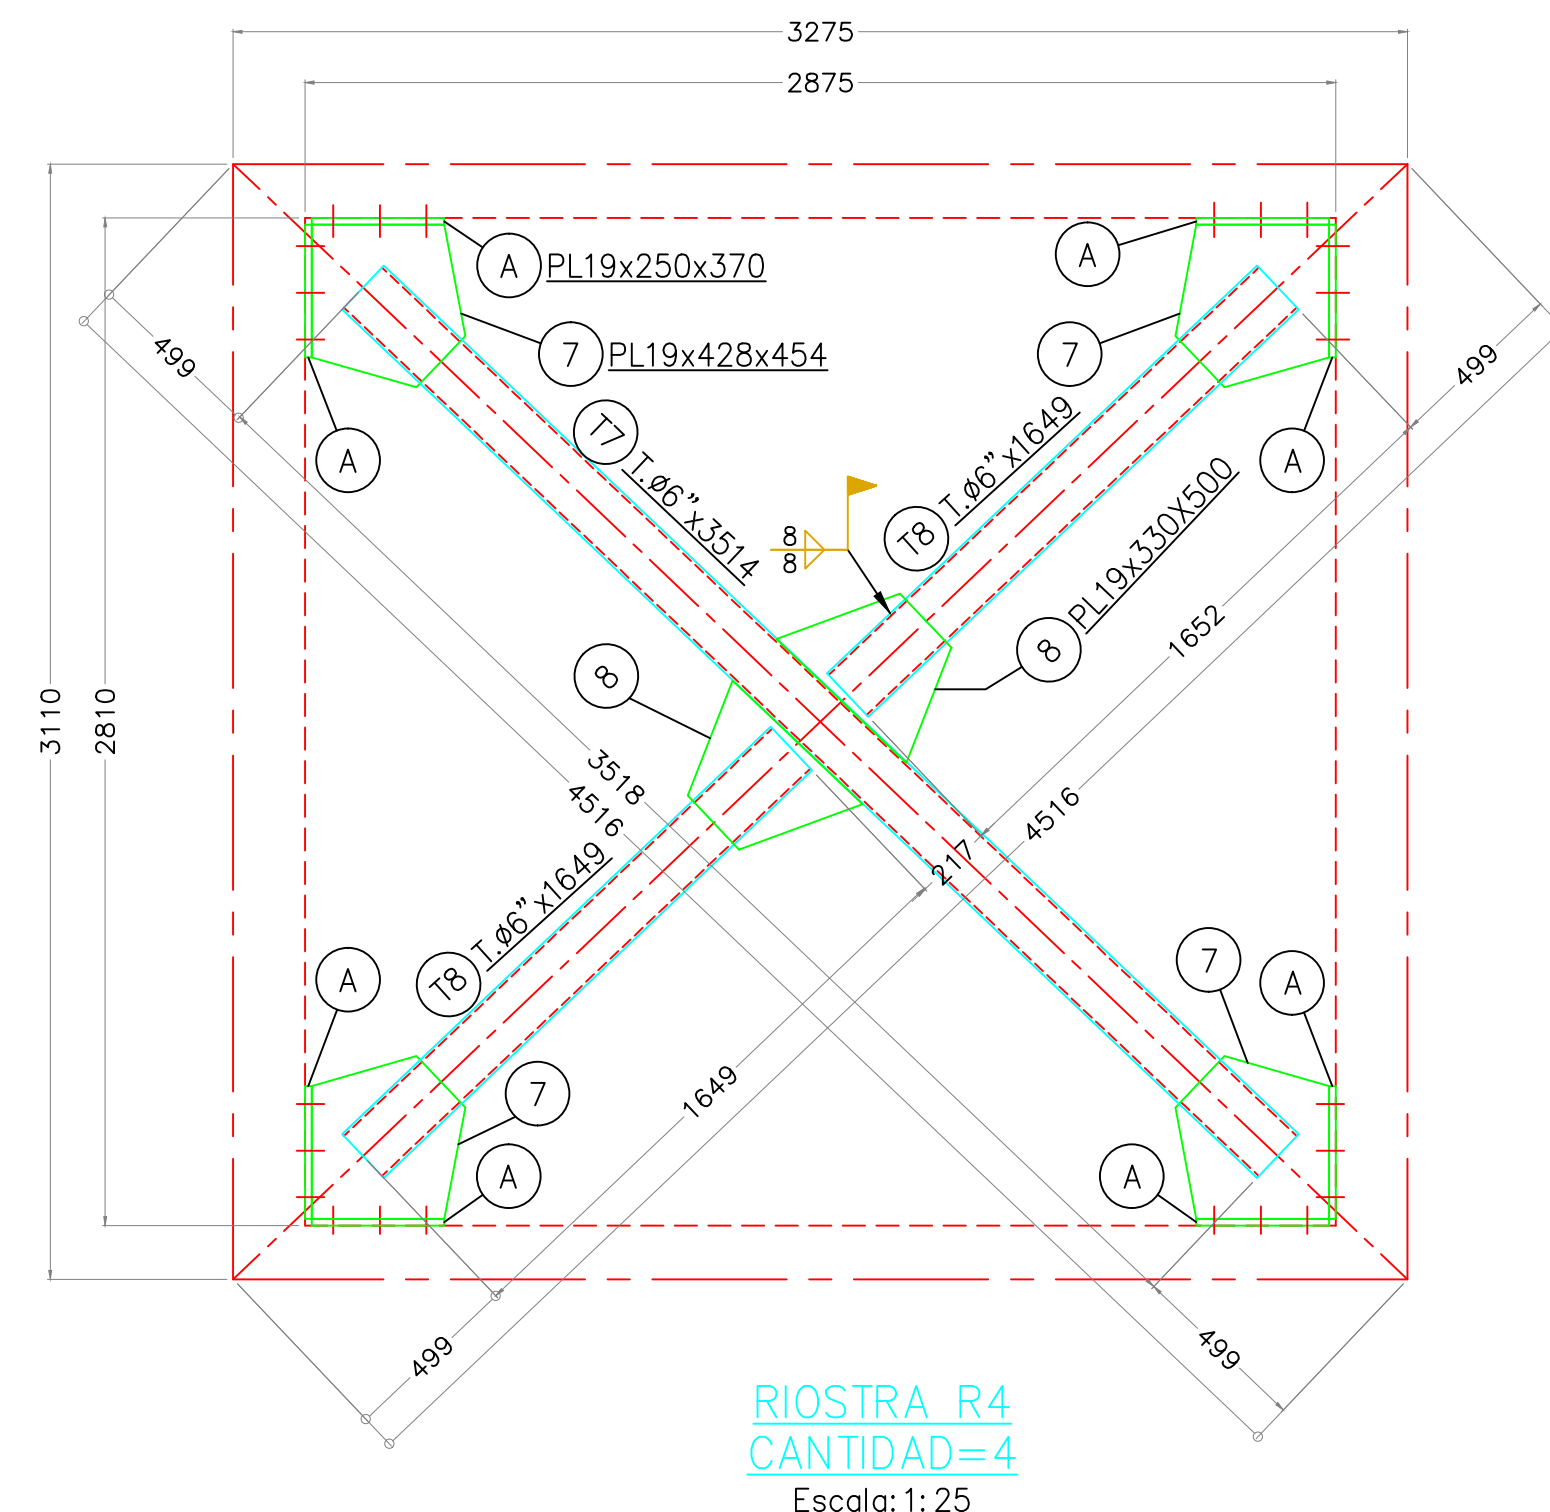 3275
2875
A
PL19x250x370
A
7
PL19x428x454
7
499
499
A
T7
T.ø6”x3514
T8
T.ø6”x1649
A
8
8
8
PL19x330X500
8
1652
3110
2810
3518
4516
4516
217
T8
T.ø6”x1649
A
7
A
1649
7
A
A
499
499
RIOSTRA R4
CANTIDAD=4
Escala:1:25